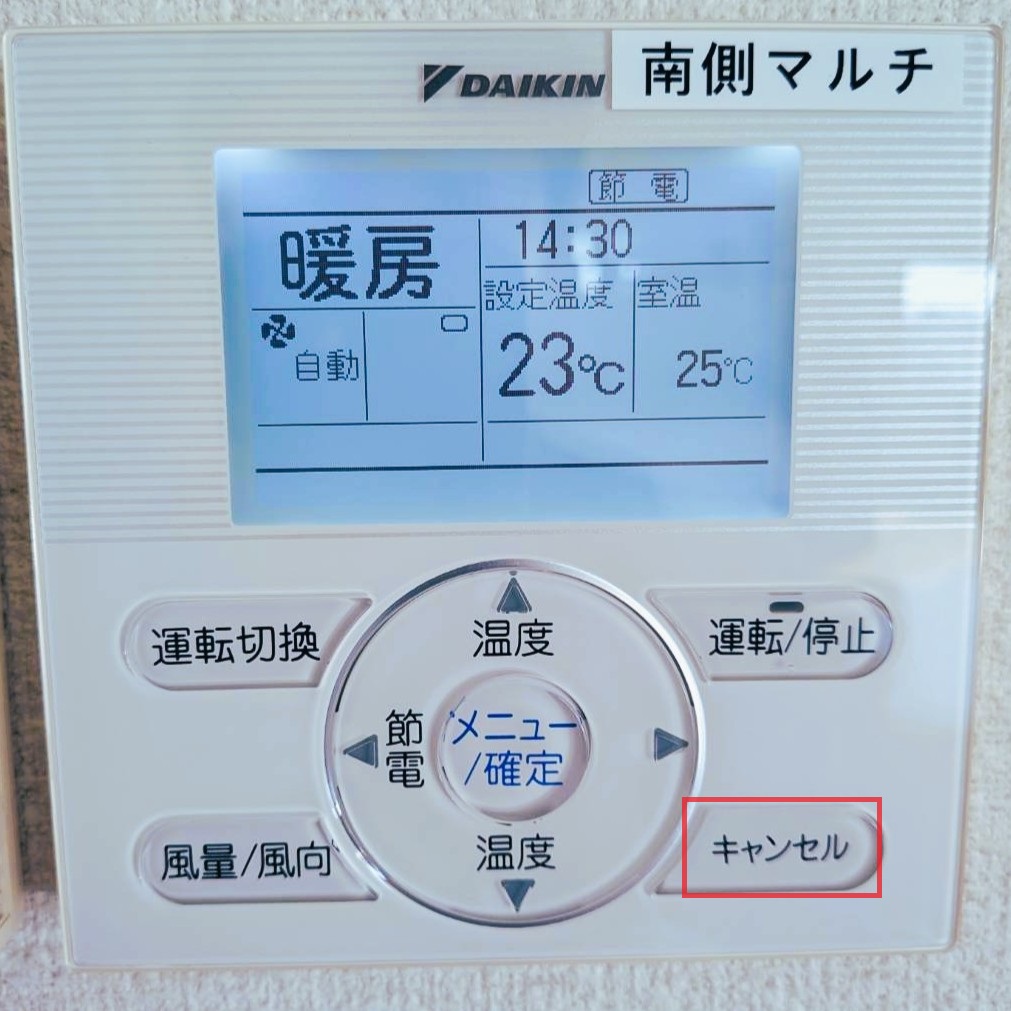 DAIKIN 南側マルチ
節電
暖房
14:30
設定温度 室温
自動
23℃ 25℃
運転切換
温度
運転/停止
節電
メニュー
/確定
風量/風向
温度
キャンセル